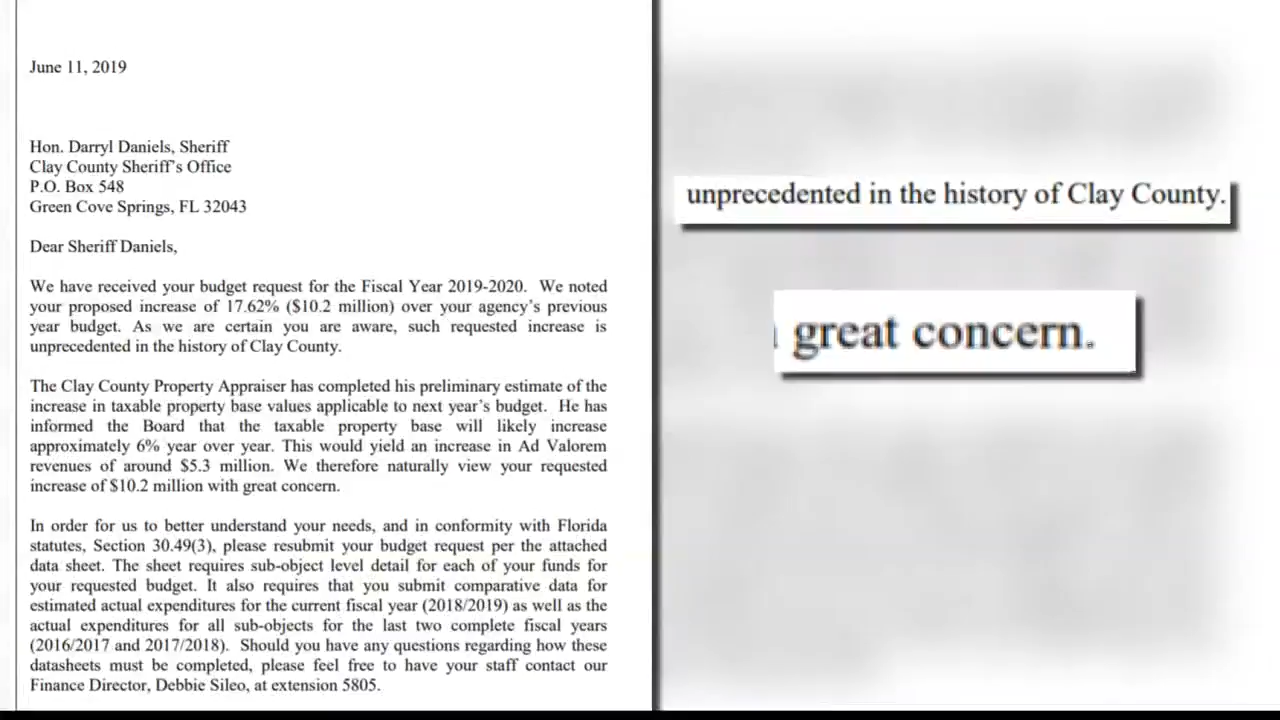 June 11, 2019
Hon. Darryl Daniels, Sheriff
Clay County Sheriff's Office
P.O. Box 548
Green Cove Springs, FL 32043
Dear Sheriff Daniels,
We have received your budget request for the Fiscal Year 2019-2020. We noted
your proposed increase of 17.62% ($10.2 million) over your agency's previous
year budget. As we are certain you are aware, such requested increase is
unprecedented in the history of Clay County.
The Clay County Property Appraiser has completed his preliminary estimate of the
increase in taxable property base values applicable to next year's budget. He has
informed the Board that the taxable property base will likely increase
approximately 6% year over year. This would yield an increase in Ad Valorem
revenues of around $5.3 million. We therefore naturally view your requested
increase of $10.2 million with great concern.
In order for us to better understand your needs, and in conformity with Florida
statutes, Section 30.49(3), please resubmit your budget request per the attached
data sheet. The sheet requires sub-object level detail for each of your funds for
your requested budget. It also requires that you submit comparative data for
estimated actual expenditures for the current fiscal year (2018/2019) as well as the
actual expenditures for all sub-objects for the last two complete fiscal years
(2016/2017 and 2017/2018). Should you have any questions regarding how these
datasheets must be completed, please feel free to have your staff contact our
Finance Director, Debbie Sileo, at extension 5805.
unprecedented in the history of Clay County.
great concern.